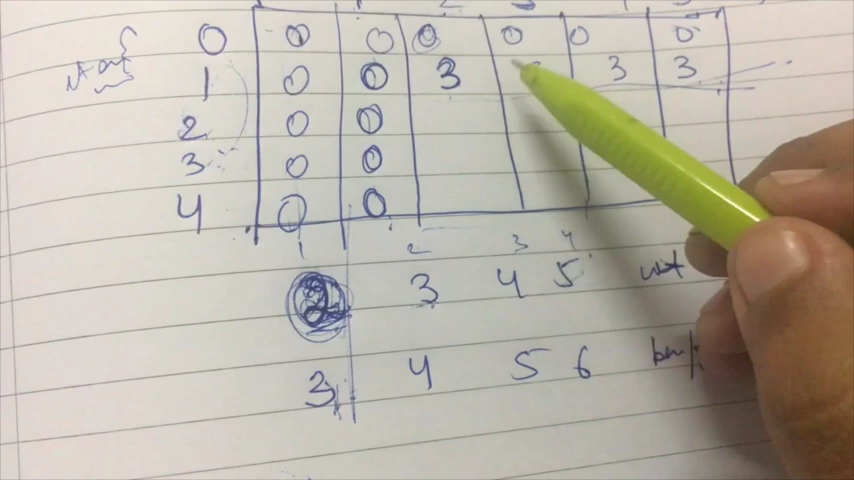 0 0 0 0 0 0 0
1 0 0 3 3 3
2 0 0
3 0 0
4 0 0
1 2 3 4
2 3 4 5 wt
3 4 5 6